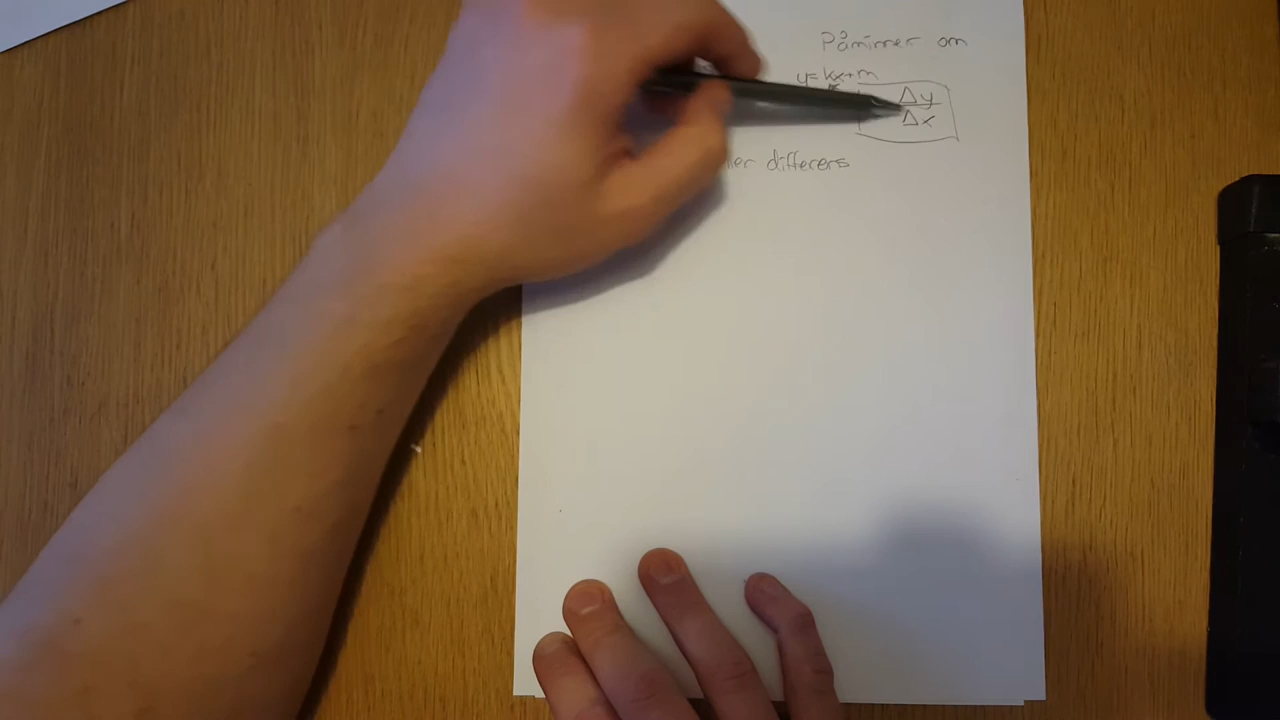 Påminner om
y=kx+m
Δy
Δx
differens